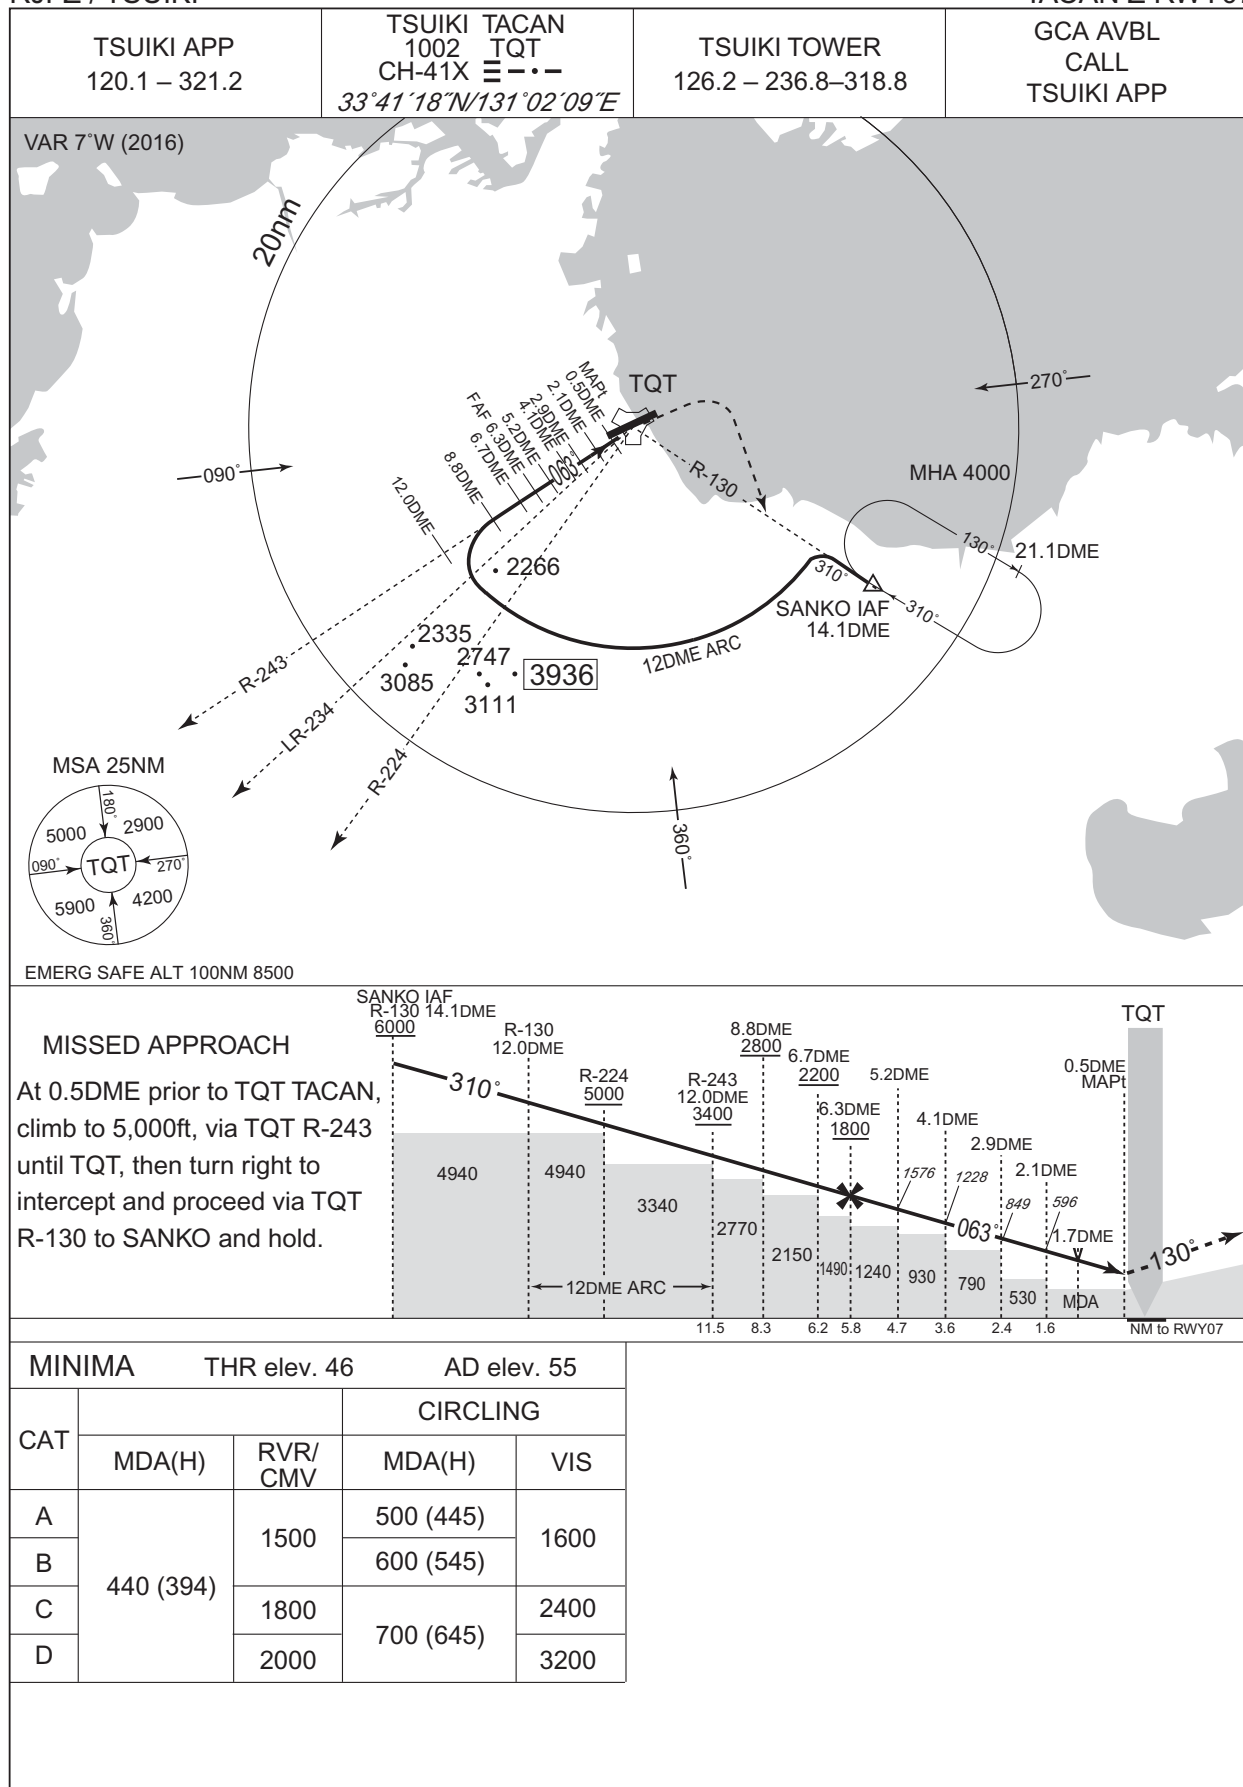 TSUIKI APP
120.1 – 321.2
TSUIKI TACAN
1002 TQT
CH-41X
33˚41´18˝N/131˚02´09˝E
TSUIKI TOWER
126.2 – 236.8–318.8
GCA AVBL
CALL
TSUIKI APP
VAR 7˚W (2016)
20nm
MAPt
0.5DME
2.1DME
2.9DME
4.1DME
5.2DME
FAF 6.3DME
6.7DME
8.8DME
12.0DME
063˚
TQT
270˚
090˚
R-130
MHA 4000
130˚
21.1DME
310˚
310˚
SANKO IAF
14.1DME
2266
12DME ARC
2335
3085
2747
3936
3111
R-243
LR-234
R-224
360˚
MSA 25NM
180˚
5000
2900
090˚
TQT
270˚
5900
4200
360˚
EMERG SAFE ALT 100NM 8500
MISSED APPROACH
At 0.5DME prior to TQT TACAN,
climb to 5,000ft, via TQT R-243
until TQT, then turn right to
intercept and proceed via TQT
R-130 to SANKO and hold.
SANKO IAF
R-130 14.1DME
6000
R-130
12.0DME
R-224
5000
R-243
12.0DME
3400
8.8DME
2800
6.7DME
2200
6.3DME
1800
5.2DME
4.1DME
2.9DME
2.1DME
1.7DME
0.5DME
MAPt
TQT
310˚
063˚
130˚
1576
1228
849
596
V
4940
4940
3340
2770
2150
1490
1240
930
790
530
MDA
12DME ARC
11.5
8.3
6.2
5.8
4.7
3.6
2.4
1.6
NM to RWY07
MINIMA THR elev. 46 AD elev. 55
CAT
CIRCLING
MDA(H)
RVR/
CMV
MDA(H)
VIS
A
B
C
D
440 (394)
1500
1800
2000
500 (445)
600 (545)
700 (645)
1600
2400
3200